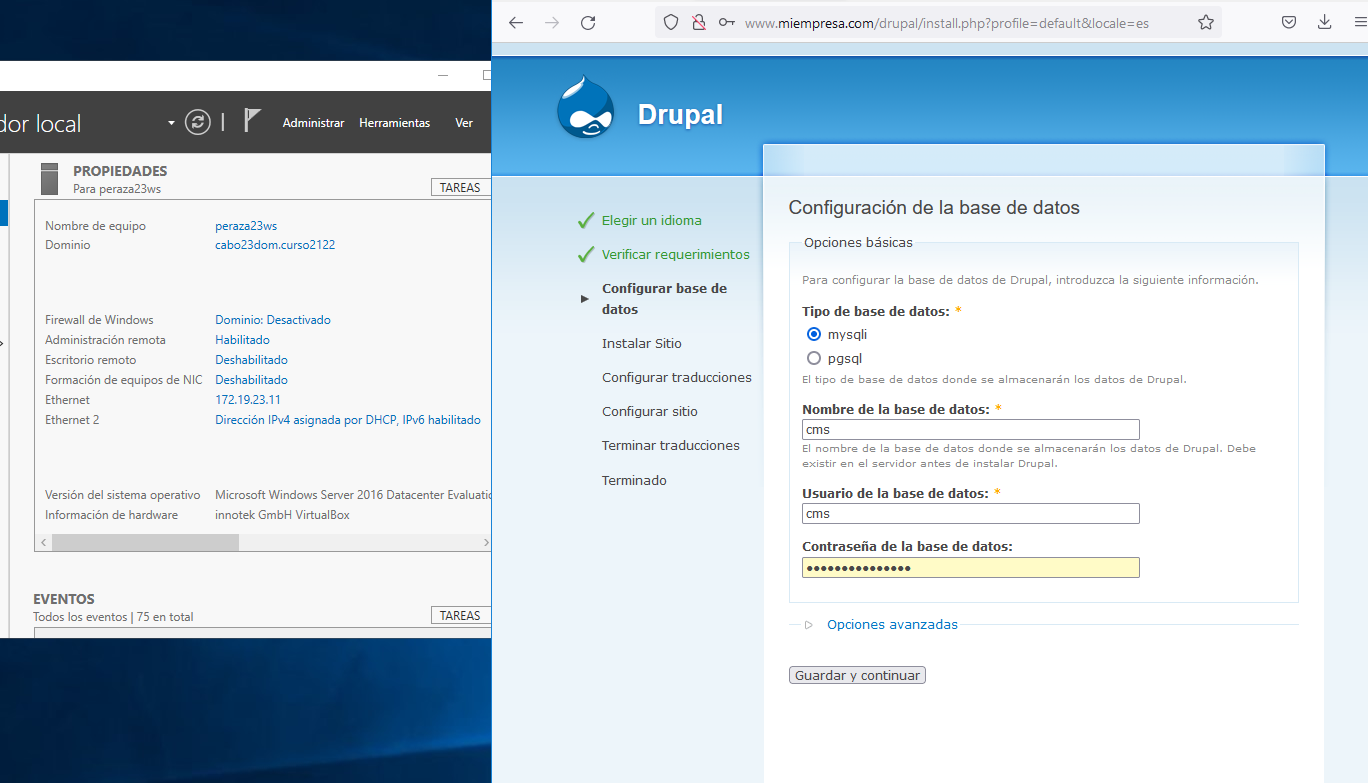 dor local
Administrar Herramientas Ver
PROPIEDADES
Para peraza23ws
TAREAS
Nombre de equipo peraza23ws
Dominio cabo23dom.curso2122
Firewall de Windows Dominio: Desactivado
Administración remota Habilitado
Escritorio remoto Deshabilitado
Formación de equipos de NIC Deshabilitado
Ethernet 172.19.23.11
Ethernet 2 Dirección IPv4 asignada por DHCP, IPv6 habilitado
Versión del sistema operativo Microsoft Windows Server 2016 Datacenter Evaluatio
Información de hardware innotek GmbH VirtualBox
EVENTOS
Todos los eventos | 75 en total
TAREAS
www.miempresa.com/drupal/install.php?profile=default&locale=es
Drupal
Elegir un idioma
Verificar requerimientos
Configurar base de
datos
Instalar Sitio
Configurar traducciones
Configurar sitio
Terminar traducciones
Terminado
Configuración de la base de datos
Opciones básicas
Para configurar la base de datos de Drupal, introduzca la siguiente información.
Tipo de base de datos: *
mysqli
pgsql
El tipo de base de datos donde se almacenarán los datos de Drupal.
Nombre de la base de datos: *
cms
El nombre de la base de datos donde se almacenarán los datos de Drupal. Debe
existir en el servidor antes de instalar Drupal.
Usuario de la base de datos: *
cms
Contraseña de la base de datos:
•••••••••••••••
Opciones avanzadas
Guardar y continuar